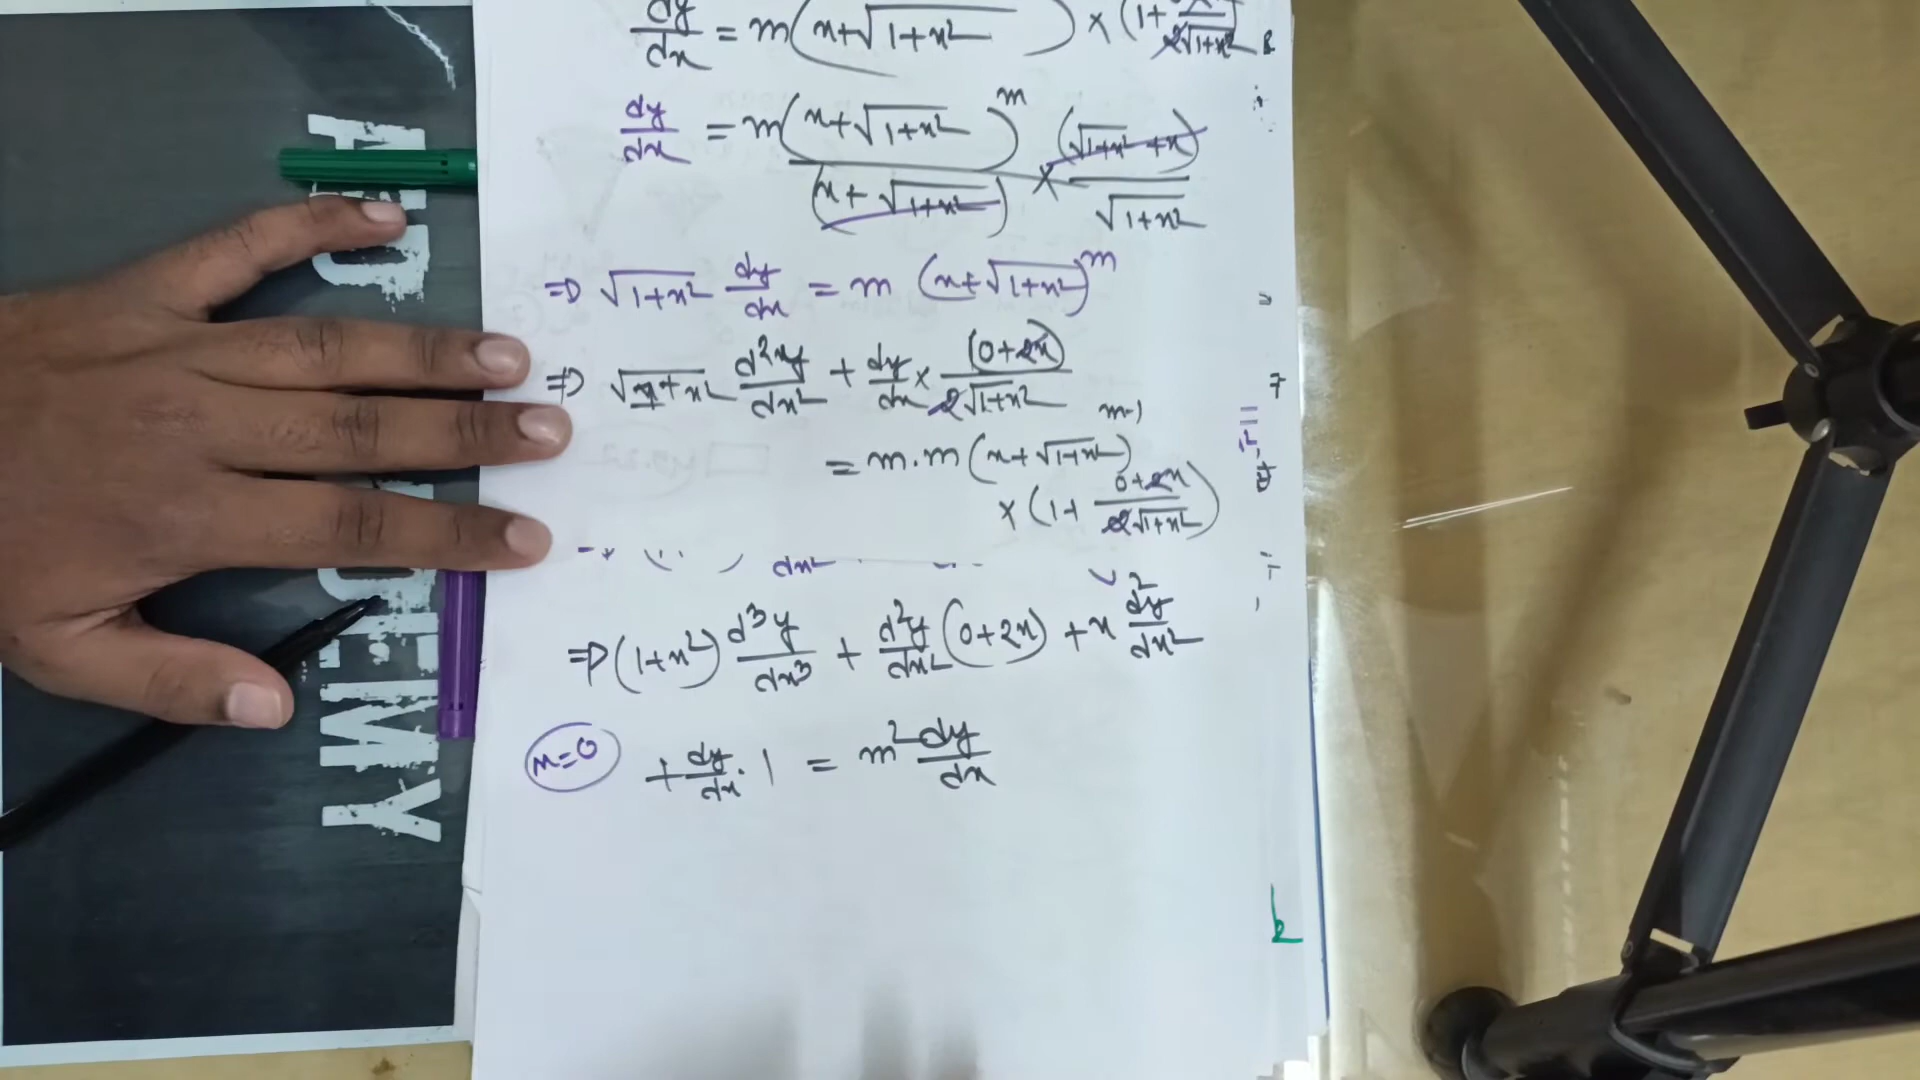 dy/dx = m(x+√1+x² ) × (1+ 2x/2√1+x²)
dy/dx = m(x+√1+x²)^m/(x+√1+x²) × (√1+x²+x)/√1+x²
⇒ √1+x² dy/dx = m (x+√1+x²)^m
⇒ √1+x² d²y/dx² + dy/dx × (0+2x)/2√1+x²
= m.m (x+√1+x²)^m-1
× (1+ 0+2x/2√1+x²)
dx²
⇒ (1+x²) d³y/dx³ + d²y/dx² (0+2x) + x d²y/dx²
+ dy/dx . 1 = m² dy/dx
n=0